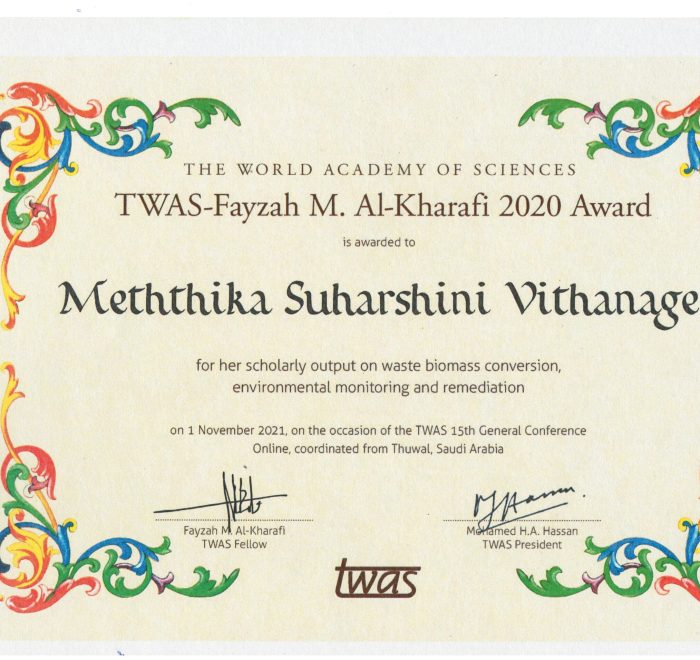 THE WORLD ACADEMY OF SCIENCES
TWAS-Fayzah M. Al-Kharafi 2020 Award
is awarded to
Meththika Suharshini Vithanage
for her scholarly output on waste biomass conversion,
environmental monitoring and remediation
on 1 November 2021, on the occasion of the TWAS 15th General Conference
Online, coordinated from Thuwal, Saudi Arabia
Fayzah M. Al-Kharafi
TWAS Fellow
Mohamed H.A. Hassan
TWAS President
twas